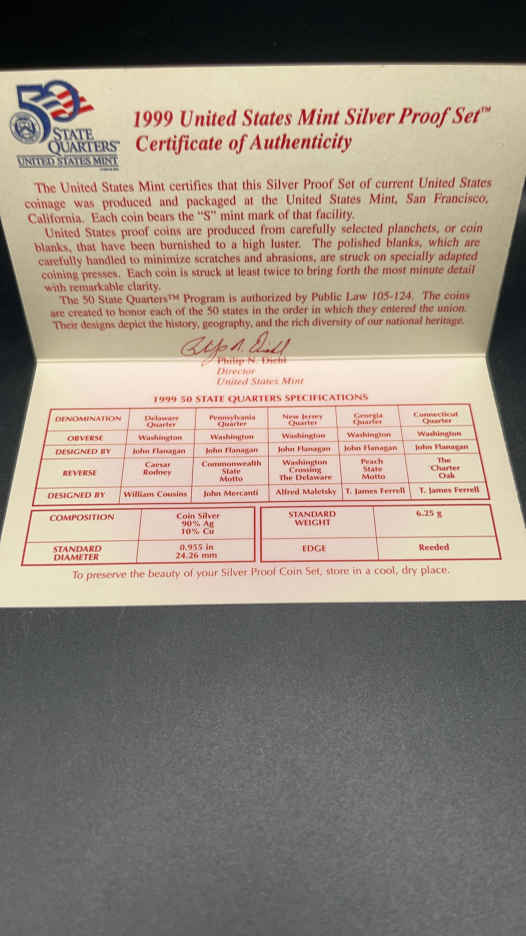 50
STATE
QUARTERS™
UNITED STATES MINT
1999 United States Mint Silver Proof Set™
Certificate of Authenticity
The United States Mint certifies that this Silver Proof Set of current United States
coinage was produced and packaged at the United States Mint, San Francisco,
California. Each coin bears the “S” mint mark of that facility.
United States proof coins are produced from carefully selected planchets, or coin
blanks, that have been burnished to a high luster. The polished blanks, which are
carefully handled to minimize scratches and abrasions, are struck on specially adapted
coining presses. Each coin is struck at least twice to bring forth the most minute detail
with remarkable clarity.
The 50 State Quarters™ Program is authorized by Public Law 105-124. The coins
are created to honor each of the 50 states in the order in which they entered the union.
Their designs depict the history, geography, and the rich diversity of our national heritage.
Philip N. Diehl
Philip N. Diehl
Director
United States Mint
1999 50 STATE QUARTERS SPECIFICATIONS
DENOMINATION Delaware Quarter Pennsylvania Quarter New Jersey Quarter Georgia Quarter Connecticut Quarter
OBVERSE Washington Washington Washington Washington Washington
DESIGNED BY John Flanagan John Flanagan John Flanagan John Flanagan John Flanagan
REVERSE Caesar Rodney Commonwealth State Motto Washington Crossing The Delaware Peach State Motto The Charter Oak
DESIGNED BY William Cousins John Mercanti Alfred Maletsky T. James Ferrell T. James Ferrell
COMPOSITION Coin Silver 90% Ag 10% Cu STANDARD WEIGHT 6.25 g
STANDARD DIAMETER 0.955 in 24.26 mm EDGE Reeded
To preserve the beauty of your Silver Proof Coin Set, store in a cool, dry place.